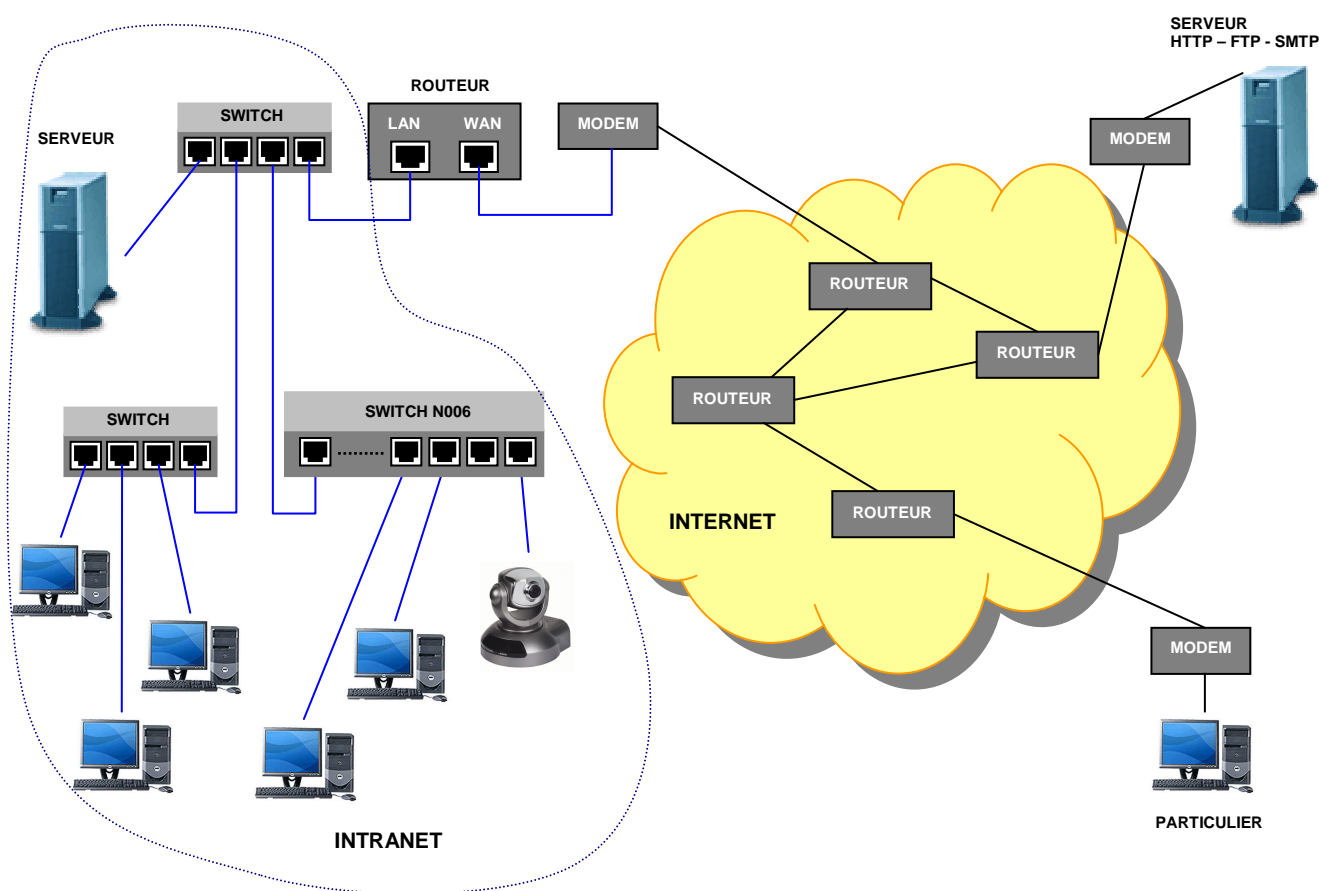 SERVEUR
HTTP – FTP - SMTP
ROUTEUR
SWITCH
LAN WAN
MODEM
MODEM
SERVEUR
ROUTEUR
ROUTEUR
ROUTEUR
SWITCH
SWITCH N006
.........
ROUTEUR
INTERNET
MODEM
PARTICULIER
INTRANET